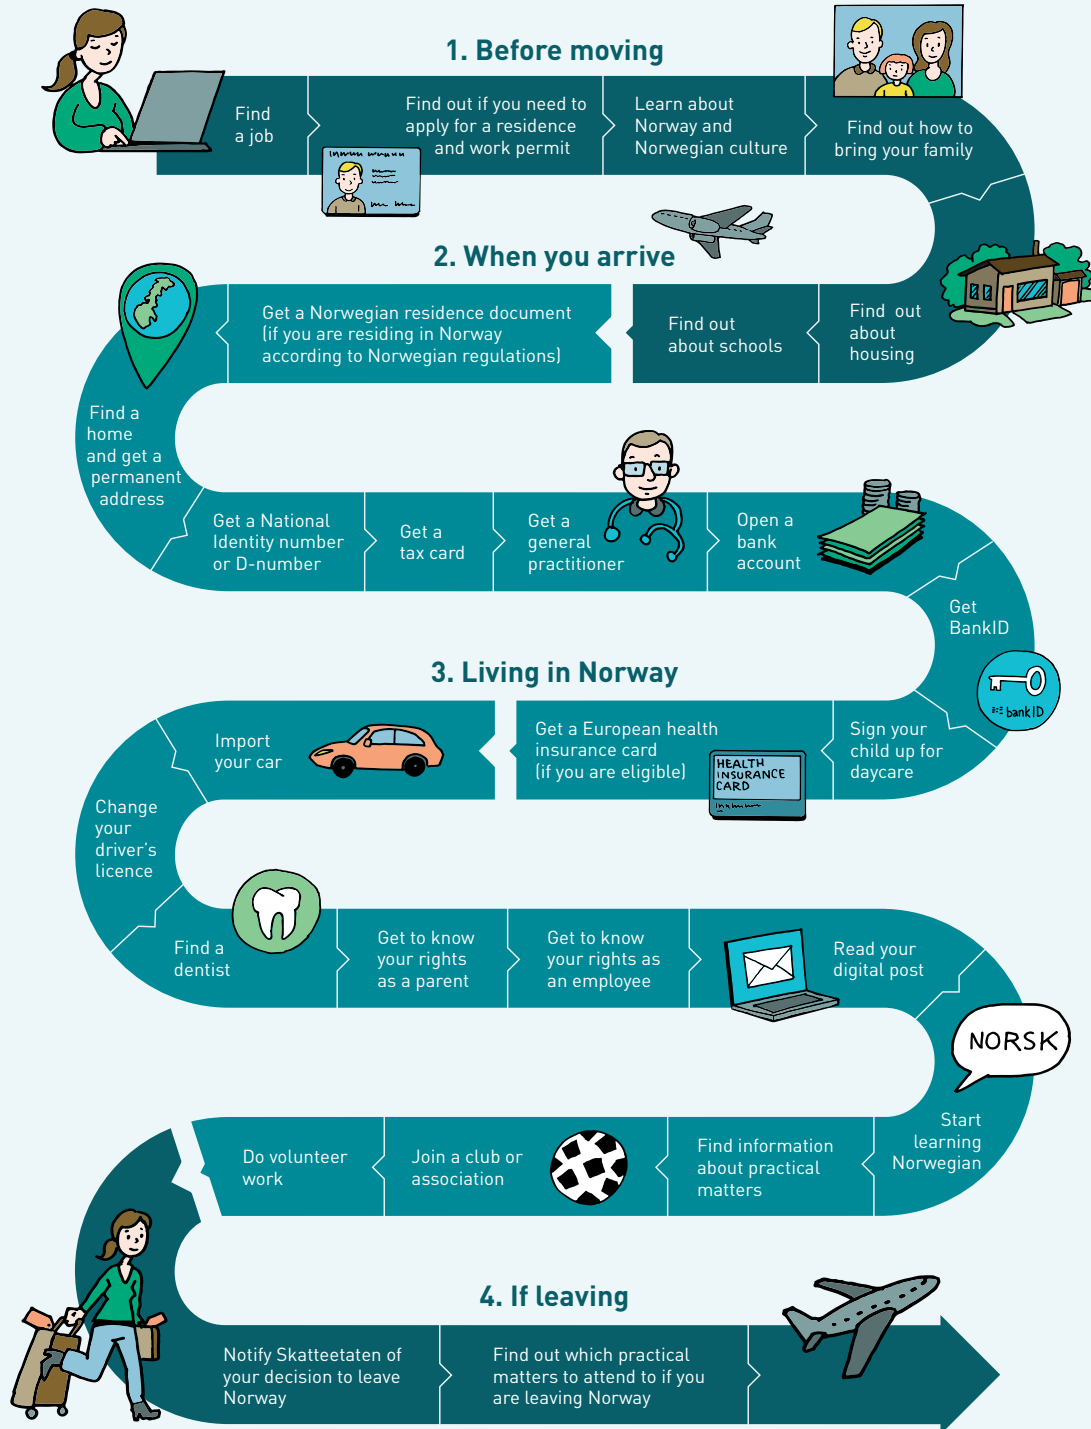 1. Before moving
Find
a job
Find out if you need to
apply for a residence
and work permit
Learn about
Norway and
Norwegian culture
Find out how to
bring your family
Find out
about
housing
Find out
about schools
2. When you arrive
Get a Norwegian residence document
(if you are residing in Norway
according to Norwegian regulations)
Find a
home
and get a
permanent
address
Get a National
Identity number
or D-number
Get a
tax card
Get a
general
practitioner
Open a
bank
account
Get
BankID
bankID
Sign your
child up for
daycare
Get a European health
insurance card
(if you are eligible)
HEALTH
INSURANCE
CARD
3. Living in Norway
Import
your car
Change
your
driver's
licence
Find a
dentist
Get to know
your rights
as a parent
Get to know
your rights as
an employee
Read your
digital post
NORSK
Start
learning
Norwegian
Find information
about practical
matters
Join a club or
association
Do volunteer
work
4. If leaving
Notify Skatteetaten of
your decision to leave
Norway
Find out which practical
matters to attend to if you
are leaving Norway